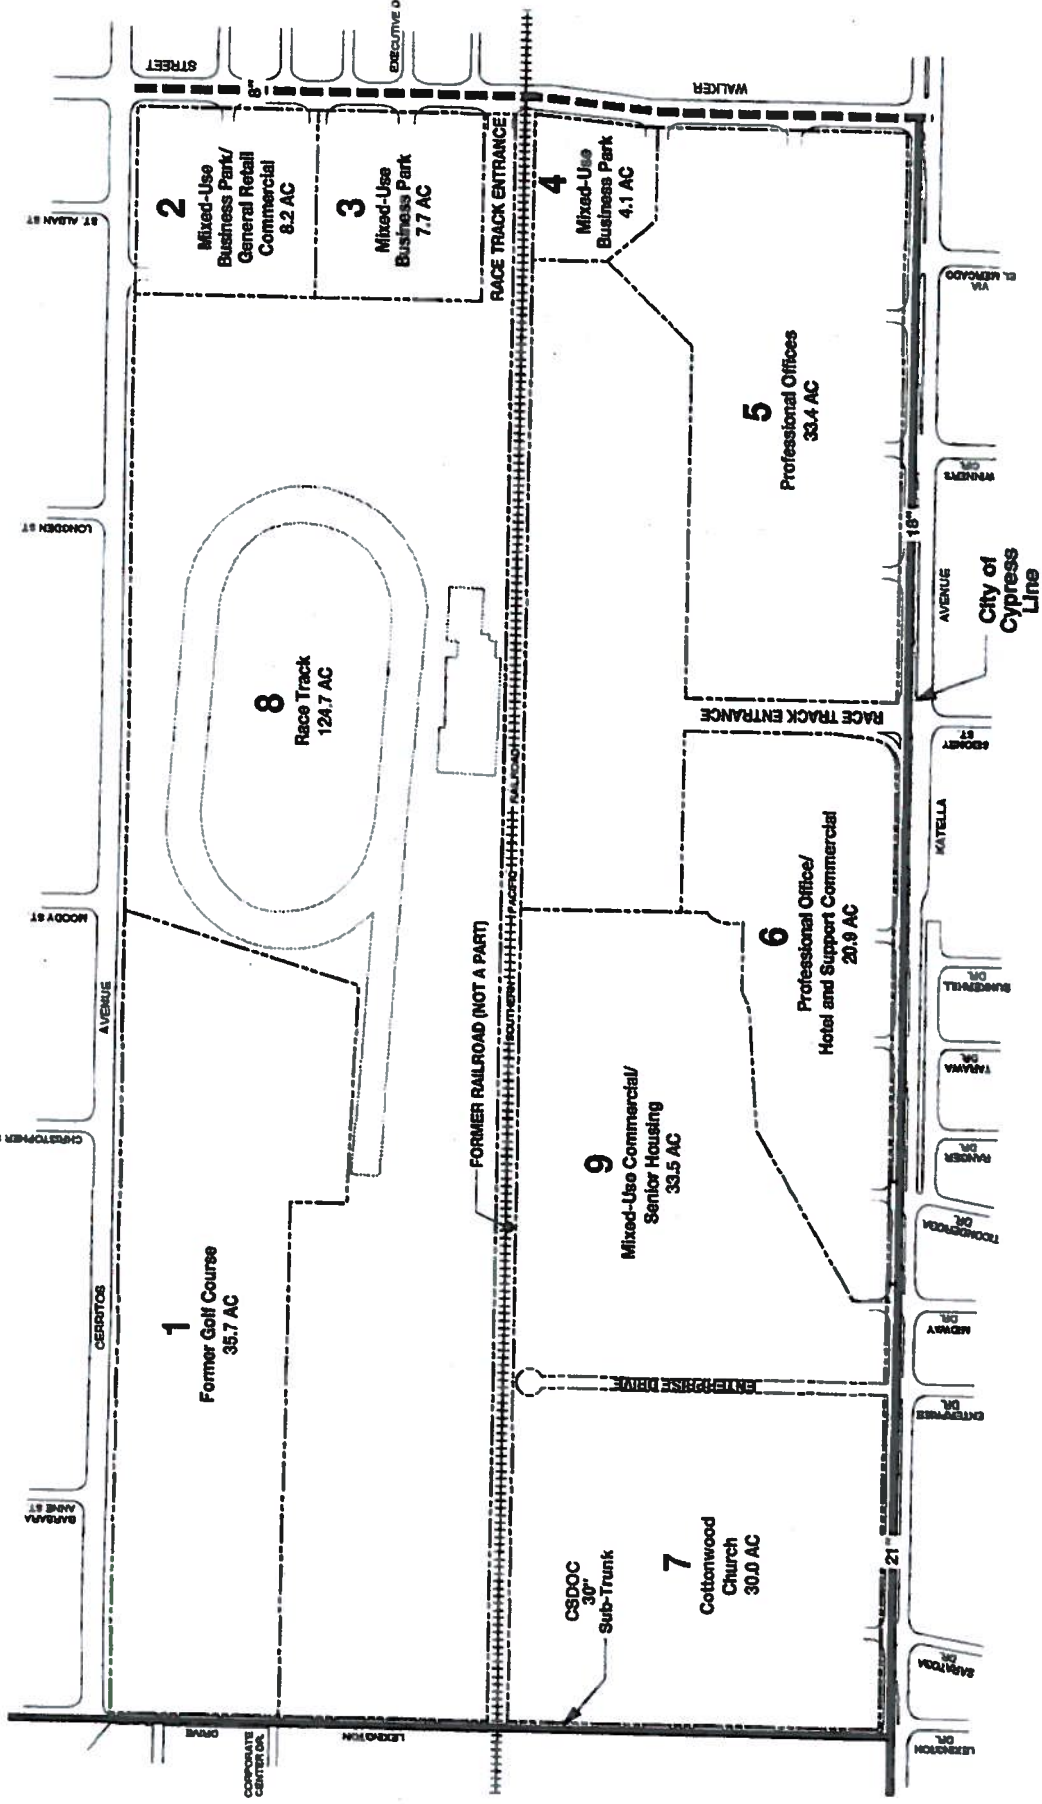 BARBARA
ANNE ST.
CHRISTOPHER
MOODY ST.
LONGDEN ST.
ST. ALBAN ST
CERRITOS
AVENUE
STREET
8"
EXECUTIVE D
WALKER
1
Former Golf Course
35.7 AC
8
Race Track
124.7 AC
2
Mixed-Use
Business Park/
General Retail
Commercial
8.2 AC
3
Mixed-Use
Business Park
7.7 AC
RACE TRACK ENTRANCE
DRIVE
CORPORATE
CENTER DR.
LEXINGTON
FORMER RAILROAD (NOT A PART)
SOUTHERN
PACIFIC
RAILROAD
4
Mixed-Use
Business Park
4.1 AC
5
Professional Offices
33.4 AC
RACE TRACK ENTRANCE
6
Professional Office/
Hotel and Support Commercial
20.9 AC
9
Mixed-Use Commercial/
Senior Housing
33.5 AC
ENTERPRISE DRIVE
7
Cottonwood
Church
30.0 AC
CSDOC
30"
Sub-Trunk
21"
18"
LEXINGTON
DR.
SARATOGA
DR.
ENTERPRISE
DR.
MIDWAY
DR.
TICONDEROGA
DR.
RANGER
DR.
TARAWA
DR.
BUNKERHILL
DR.
KATELLA
SIDNEY
ST.
AVENUE
WINNERS
CIR.
VIA
EL MERCADO
City of
Cypress
Line